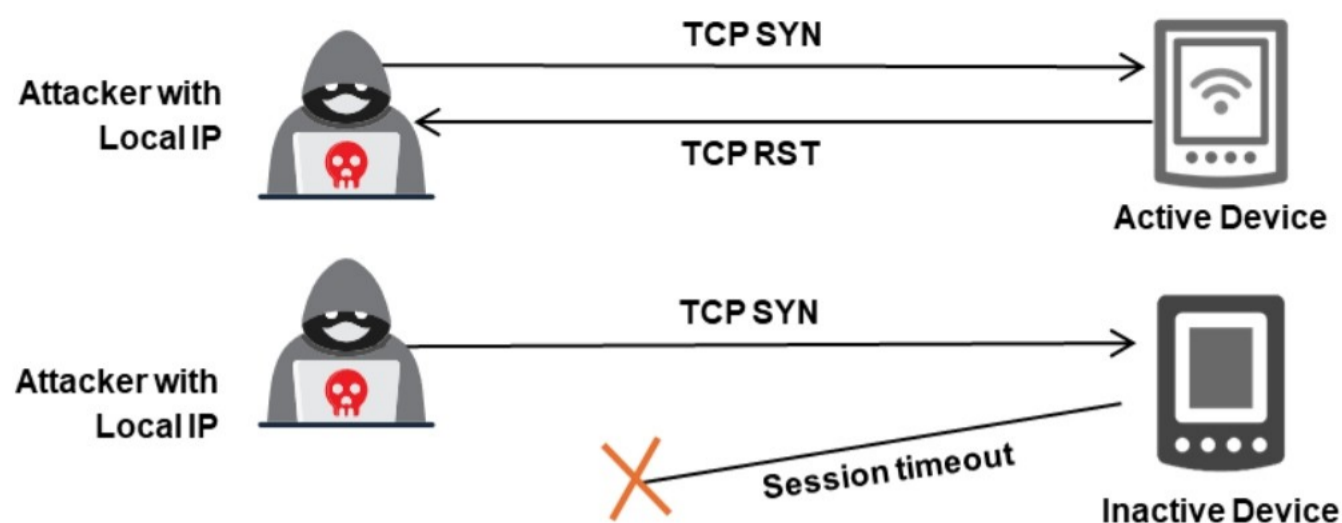 TCP SYN
Attacker with
Local IP
TCP RST
Active Device
TCP SYN
Attacker with
Local IP
Session timeout
Inactive Device